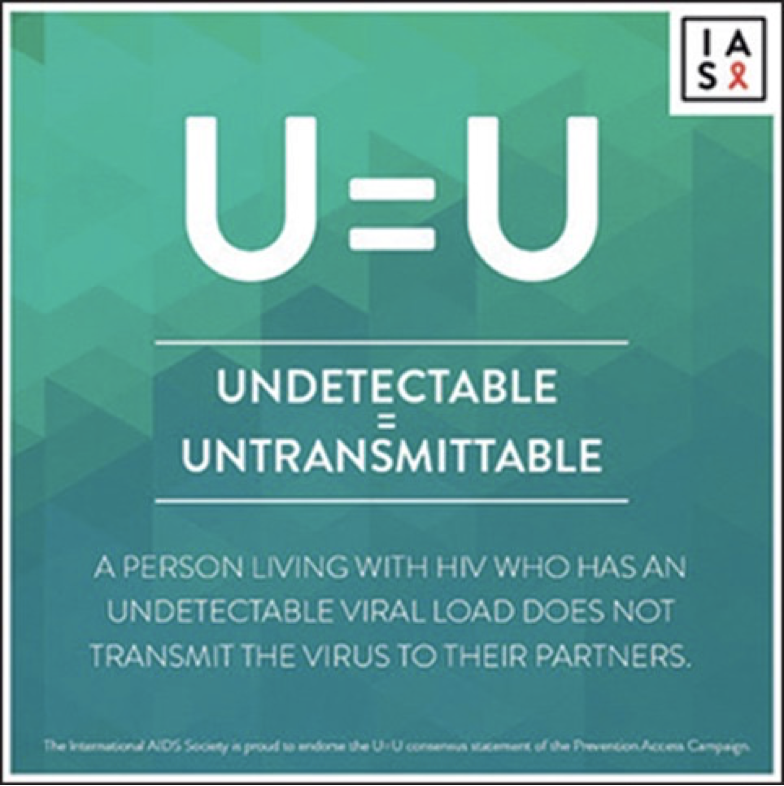 I A
S
U=U
UNDETECTABLE
=
UNTRANSMITTABLE
A PERSON LIVING WITH HIV WHO HAS AN
UNDETECTABLE VIRAL LOAD DOES NOT
TRANSMIT THE VIRUS TO THEIR PARTNERS.
The International AIDS Society is proud to endorse the U=U consensus statement of the Prevention Access Campaign.